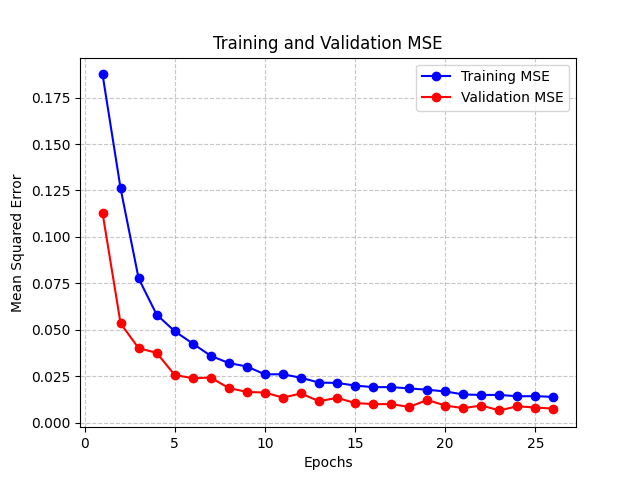 Training and Validation MSE
Training MSE
Validation MSE
0.175
0.150
0.125
0.100
0.075
0.050
0.025
0.000
Mean Squared Error
0 5 10 15 20 25
Epochs